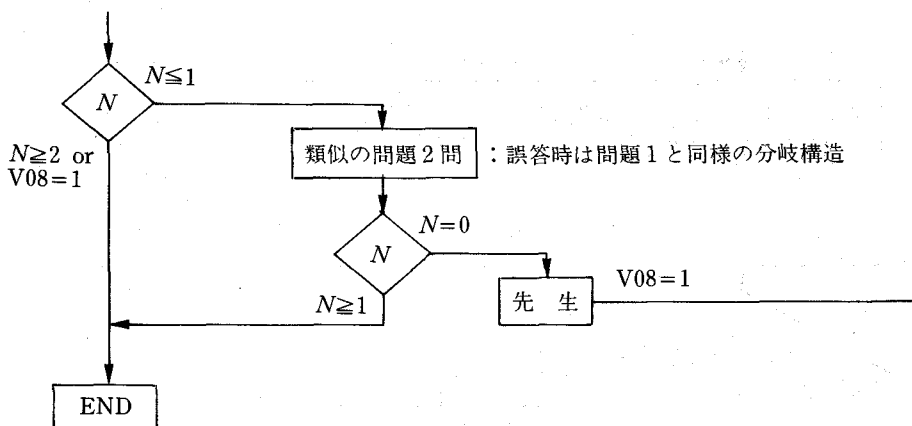 N≦1
N
N≧2 or
V08=1
類似の問題2問
:誤答時は問題1と同様の分岐構造
N=0
N
N≧1
先 生
V08=1
END